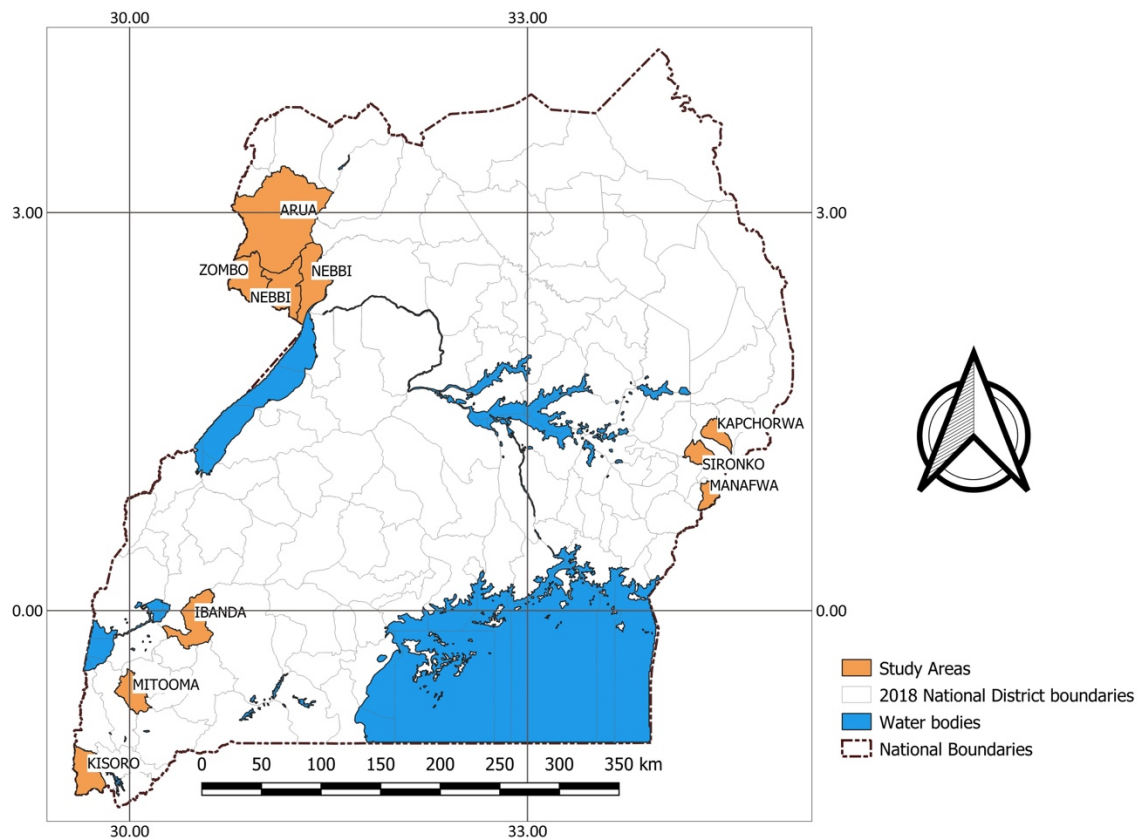 30.00 33.00
3.00 3.00
ARUA
ZOMBO NEBBI
NEBBI
KAPCHORWA
SIRONKO
MANAFWA
0.00 0.00
IBANDA
MITOOMA
KISORO
0 50 100 150 200 250 300 350 km
30.00 33.00
Study Areas
2018 National District boundaries
Water bodies
National Boundaries